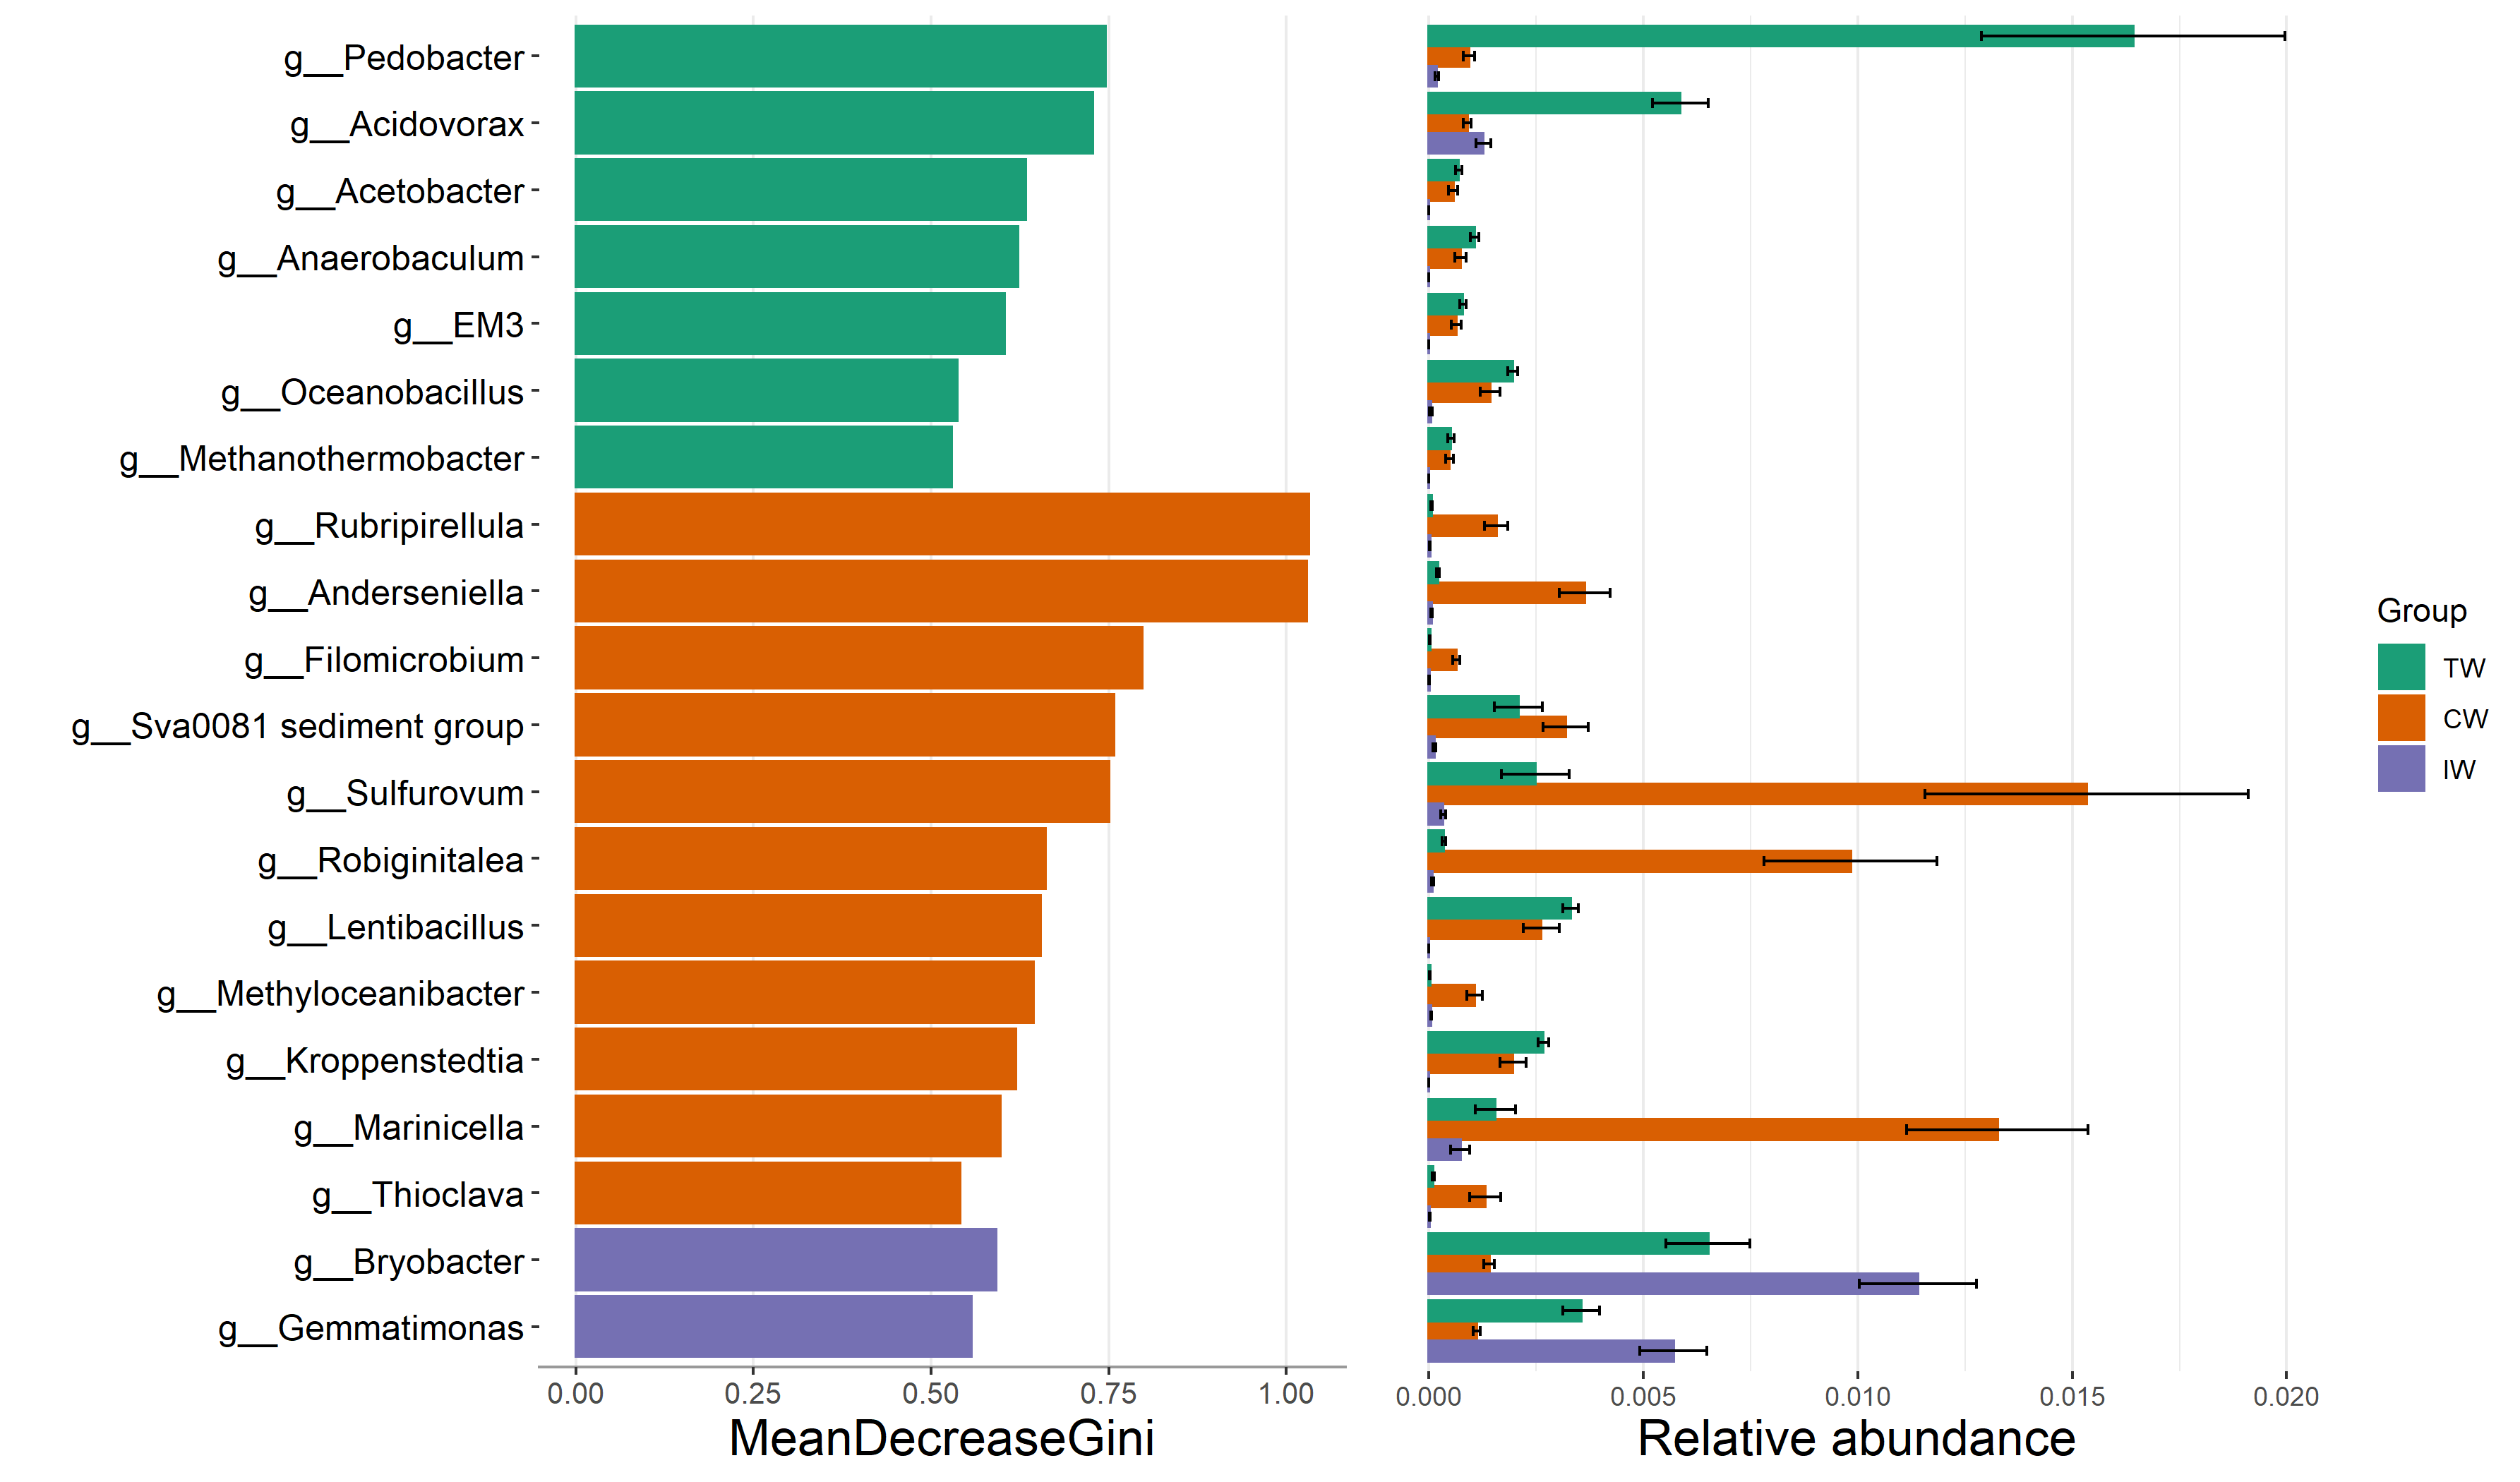 g__Pedobacter
g__Acidovorax
g__Acetobacter
g__Anaerobaculum
g__EM3
g__Oceanobacillus
g__Methanothermobacter
g__Rubripirellula
g__Anderseniella
g__Filomicrobium
g__Sva0081 sediment group
g__Sulfurovum
g__Robiginitalea
g__Lentibacillus
g__Methyloceanibacter
g__Kroppenstedtia
g__Marinicella
g__Thioclava
g__Bryobacter
g__Gemmatimonas
0.00 0.25 0.50 0.75 1.00
MeanDecreaseGini
0.000 0.005 0.010 0.015 0.020
Relative abundance
Group
TW
CW
IW